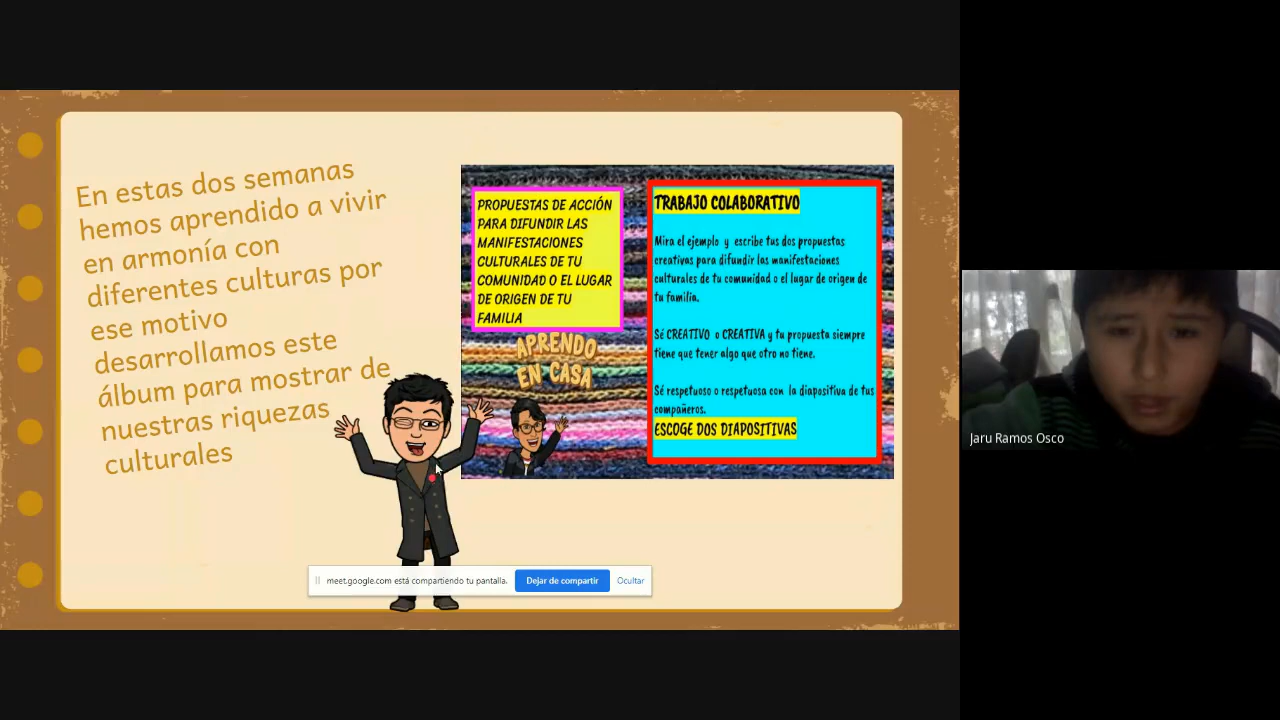 En estas dos semanas
hemos aprendido a vivir
en armonía con
diferentes culturas por
ese motivo
desarrollamos este
álbum para mostrar de
nuestras riquezas
culturales
PROPUESTAS DE ACCIÓN
PARA DIFUNDIR LAS
MANIFESTACIONES
CULTURALES DE TU
COMUNIDAD O EL LUGAR
DE ORIGEN DE TU
FAMILIA
APRENDO
EN CASA
TRABAJO COLABORATIVO
Mira el ejemplo y escribe tus dos propuestas
creativas para difundir las manifestaciones
culturales de tu comunidad o el lugar de origen de
tu familia.
Sé CREATIVO o CREATIVA y tu propuesta siempre
tiene que tener algo que otro no tiene.
Sé respetuoso o respetuosa con la diapositiva de tus
compañeros.
ESCOGE DOS DIAPOSITIVAS
meet.google.com está compartiendo tu pantalla.
Dejar de compartir
Ocultar
Jaru Ramos Osco